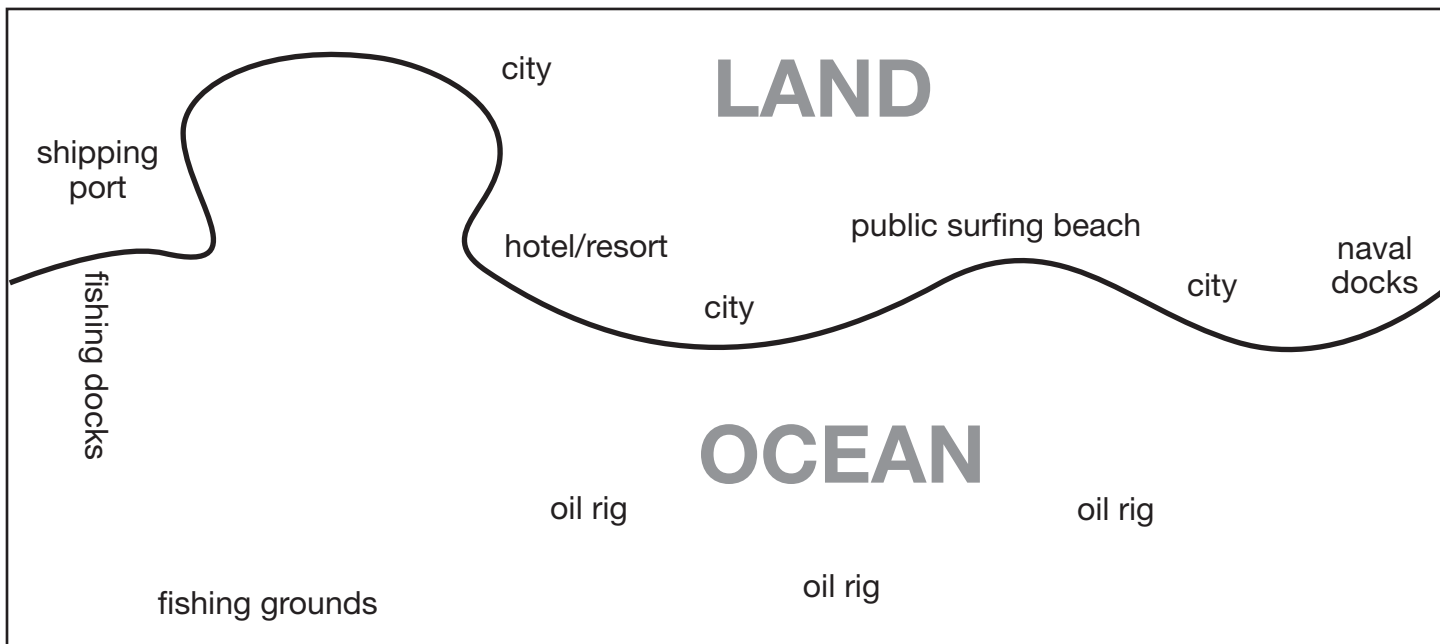 city
LAND
shipping
port
public surfing beach
hotel/resort
naval
docks
city
city
fishing docks
OCEAN
oil rig
oil rig
oil rig
fishing grounds